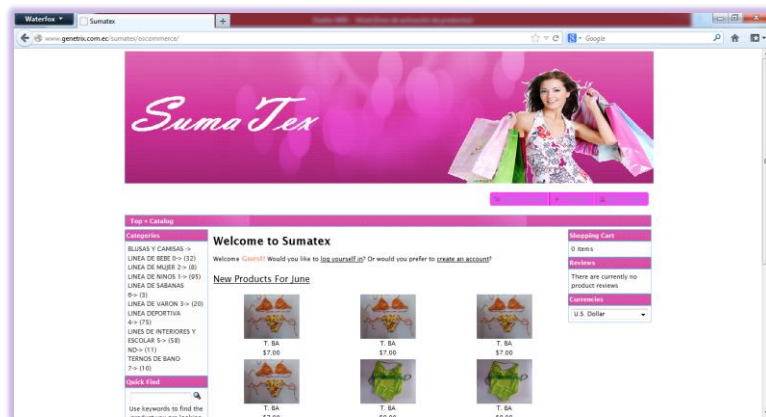 Waterfox
Sumatex
www.genetrix.com.ec/sumatex/oscommerce/
Google
Suma Tex
Top » Catalog
Categories
BLUSAS Y CAMISAS ->
LINEA DE BEBE 0-> (32)
LINEA DE MUJER 2-> (8)
LINEA DE NINOS 1-> (95)
LINEA DE SABANAS
6-> (3)
LINEA DE VARON 3-> (20)
LINEA DEPORTIVA
4-> (75)
LINES DE INTERIORES Y
ESCOLAR 5-> (58)
ND-> (11)
TERNOS DE BANO
7-> (10)
Quick Find
Use keywords to find the
Welcome to Sumatex
Welcome Guest! Would you like to log yourself in? Or would you prefer to create an account?
New Products For June
T. BA
$7.00
T. BA
$7.00
T. BA
$7.00
T. BA
T. BA
T. BA
Shopping Cart
0 items
Reviews
There are currently no
product reviews
Currencies
U.S. Dollar